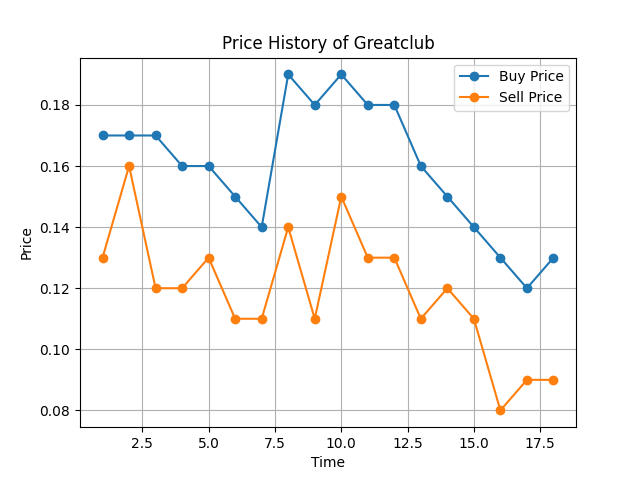 Price History of Greatclub
Buy Price
Sell Price
Price
0.18
0.16
0.14
0.12
0.10
0.08
2.5 5.0 7.5 10.0 12.5 15.0 17.5
Time